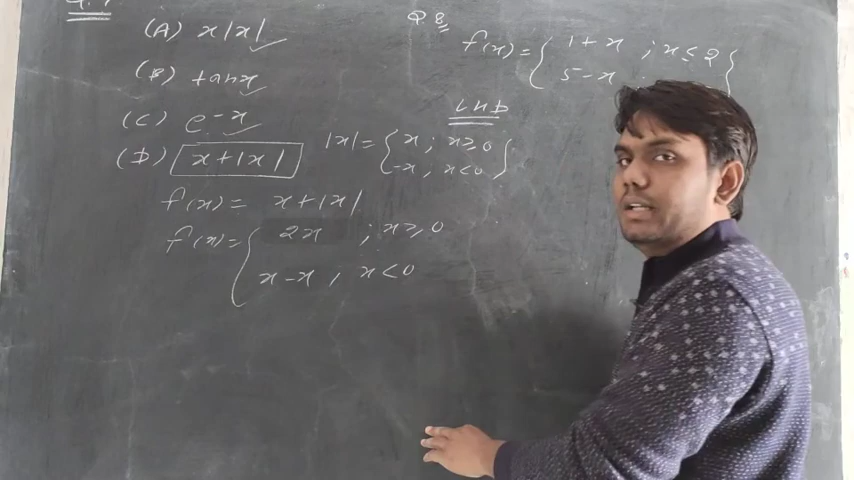 (A) x|x|
(B) tanx
(C) e-x
(D) x+|x|
|x|= { x ; x≥0
-x , x<0 }
f(x)= x+|x|
f(x)= { 2x ; x≥0
x-x , x<0
Q.8
f(x)= { 1+x ; x≤2
5-x ; }
LHD